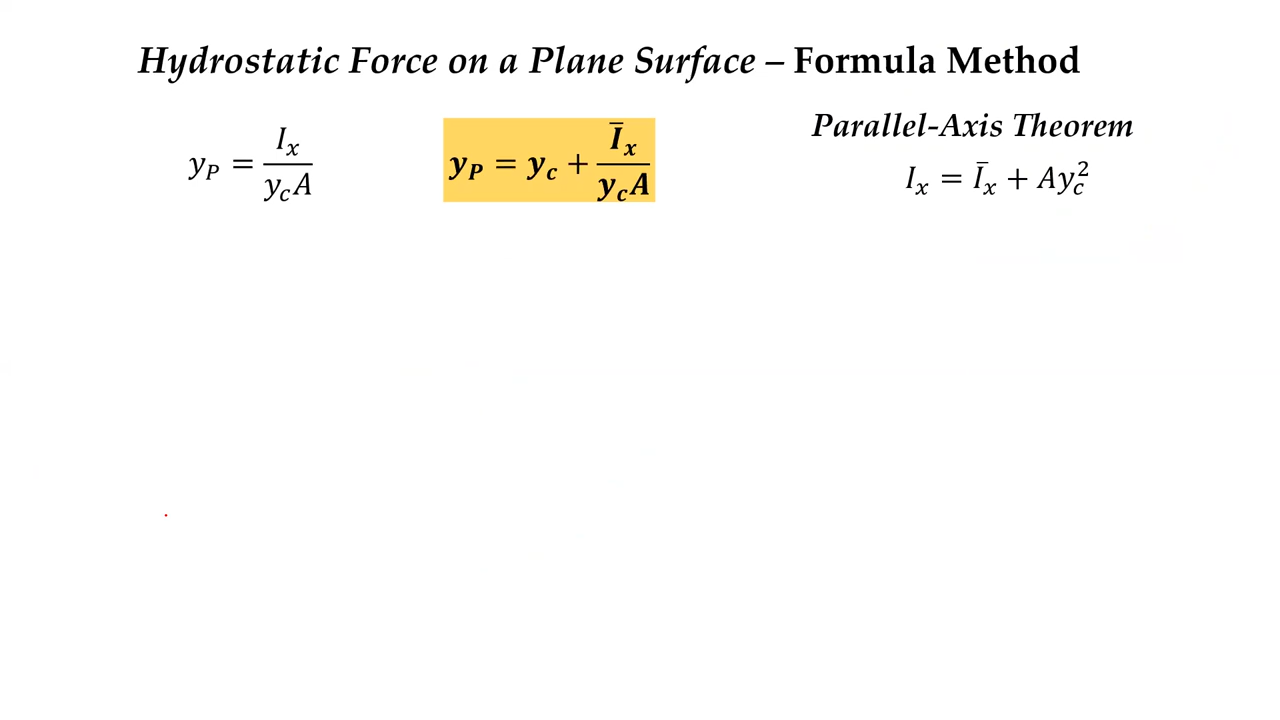 Hydrostatic Force on a Plane Surface – Formula Method
Parallel-Axis Theorem
y_P = I_x / (y_c A)
y_P = y_c + Ī_x / (y_c A)
I_x = Ī_x + A y_c^2